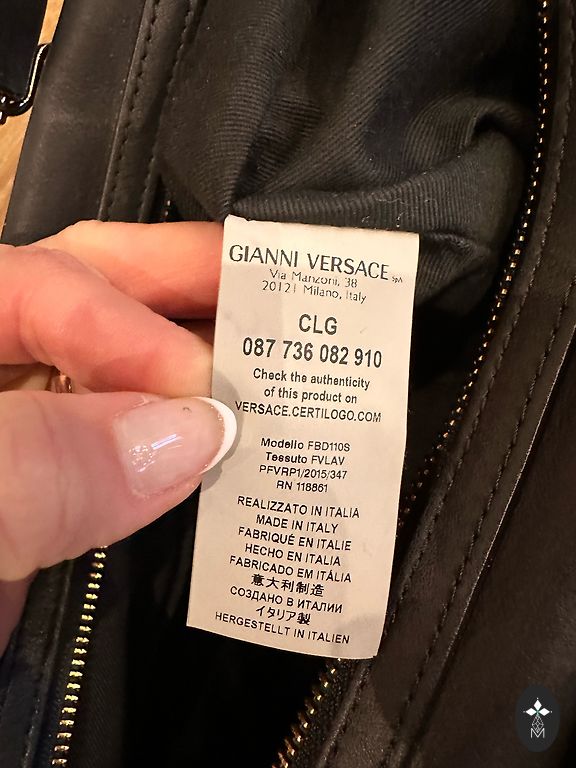 GIANNI VERSACE SpA
Via Manzoni, 38
20121 Milano, Italy
CLG
087 736 082 910
Check the authenticity
of this product on
VERSACE.CERTILOGO.COM
Modello FBD110S
Tessuto FVLAV
PFVRP1/2015/347
RN 118861
REALIZZATO IN ITALIA
MADE IN ITALY
FABRIQUÉ EN ITALIE
HECHO EN ITALIA
FABRICADO EM ITÁLIA
意大利制造
СОЗДАНО В ИТАЛИИ
イタリア製
HERGESTELLT IN ITALIEN
M